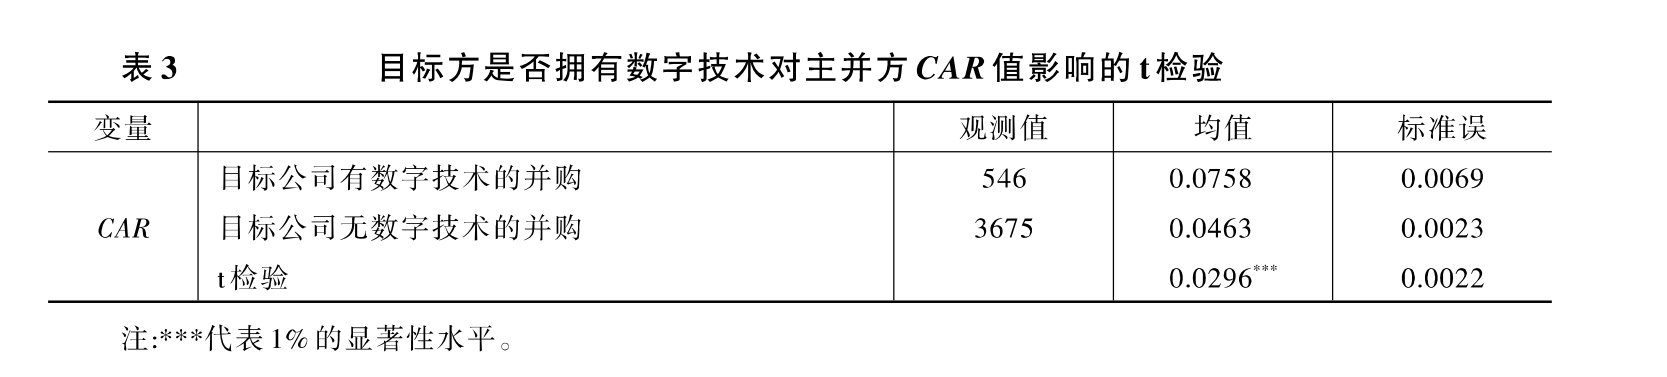 表 3 目标方是否拥有数字技术对主并方 CAR 值影响的 t 检验
变量 观测值 均值 标准误
目标公司有数字技术的并购 546 0.0758 0.0069
CAR 目标公司无数字技术的并购 3675 0.0463 0.0023
t 检验 0.0296*** 0.0022
注:***代表 1% 的显著性水平。